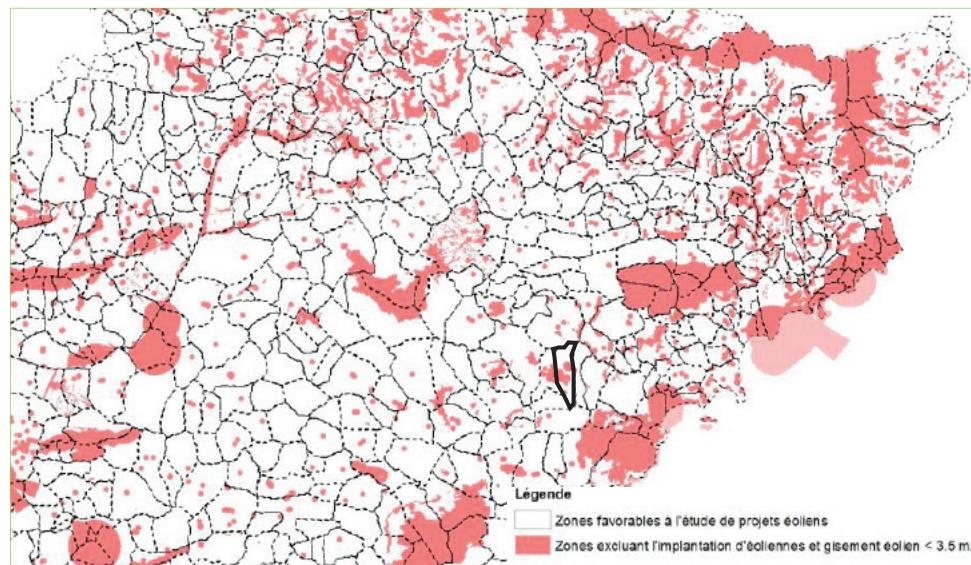 Légende
Zones favorables à l'étude de projets éoliens
Zones excluant l'implantation d'éoliennes et gisement éolien < 3.5 m.